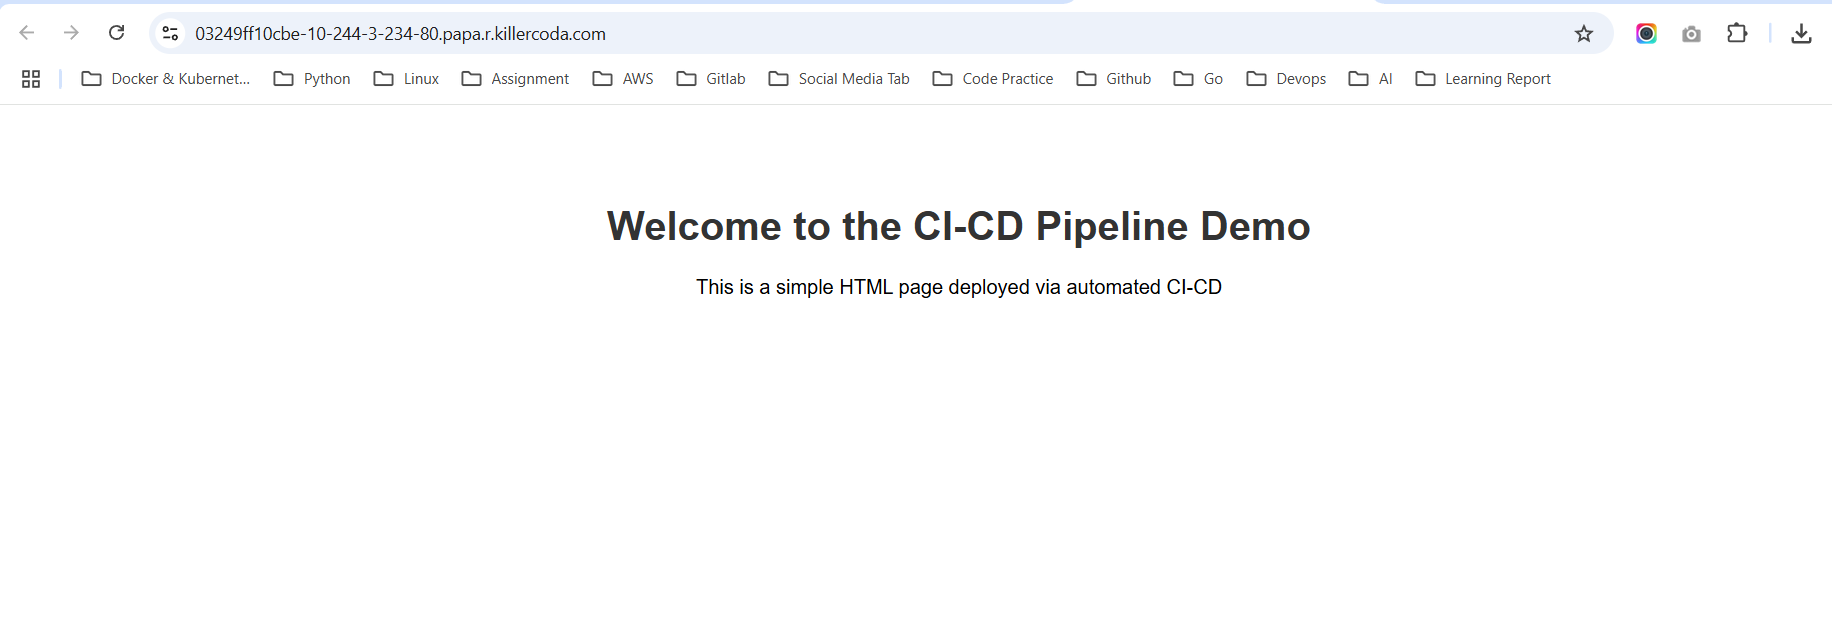 03249ff10cbe-10-244-3-234-80.papa.r.killercoda.com
Docker & Kubernet... Python Linux Assignment AWS Gitlab Social Media Tab Code Practice Github Go Devops AI Learning Report
Welcome to the CI-CD Pipeline Demo
This is a simple HTML page deployed via automated CI-CD